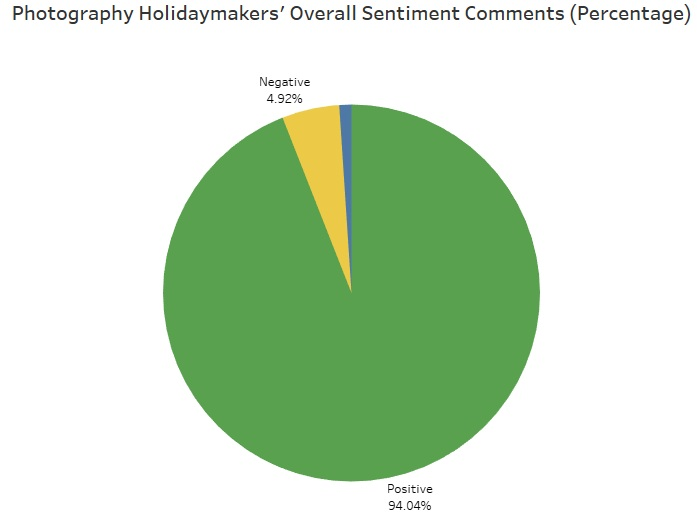 Photography Holidaymakers’ Overall Sentiment Comments (Percentage)
Negative
4.92%
Positive
94.04%